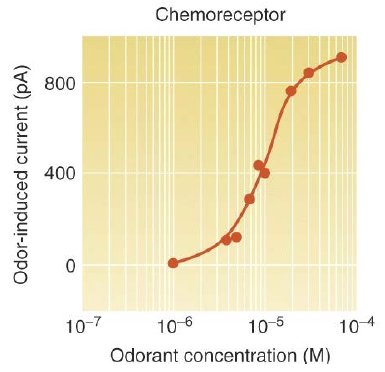 Chemoreceptor
Odor-induced current (pA)
800
400
0
10⁻⁷ 10⁻⁶ 10⁻⁵ 10⁻⁴
Odorant concentration (M)